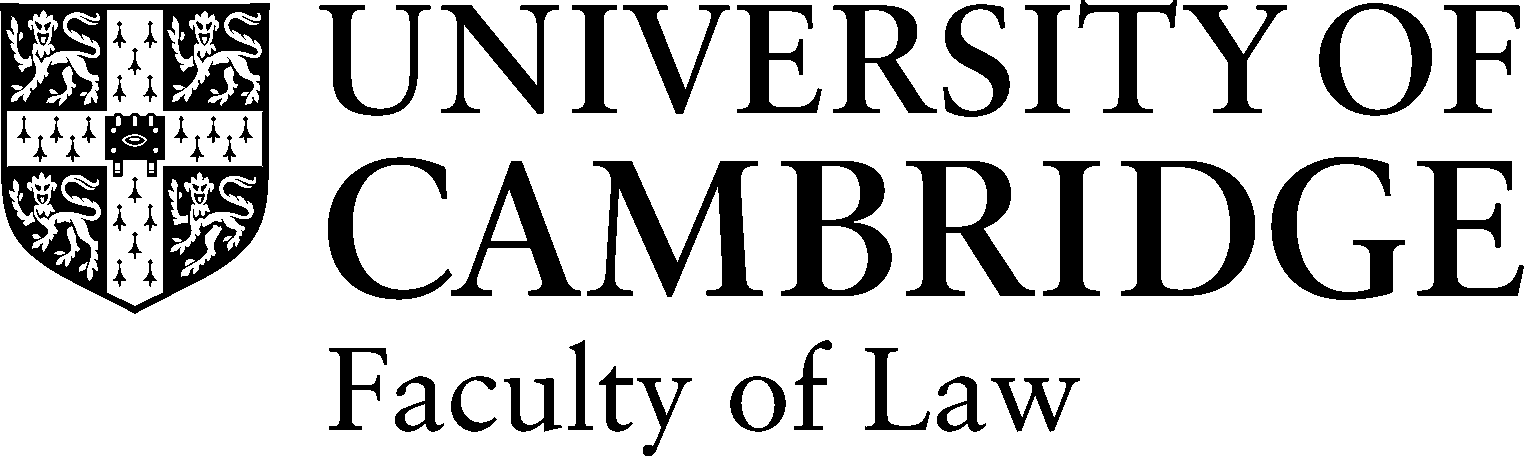 UNIVERSITY OF
CAMBRIDGE
Faculty of Law